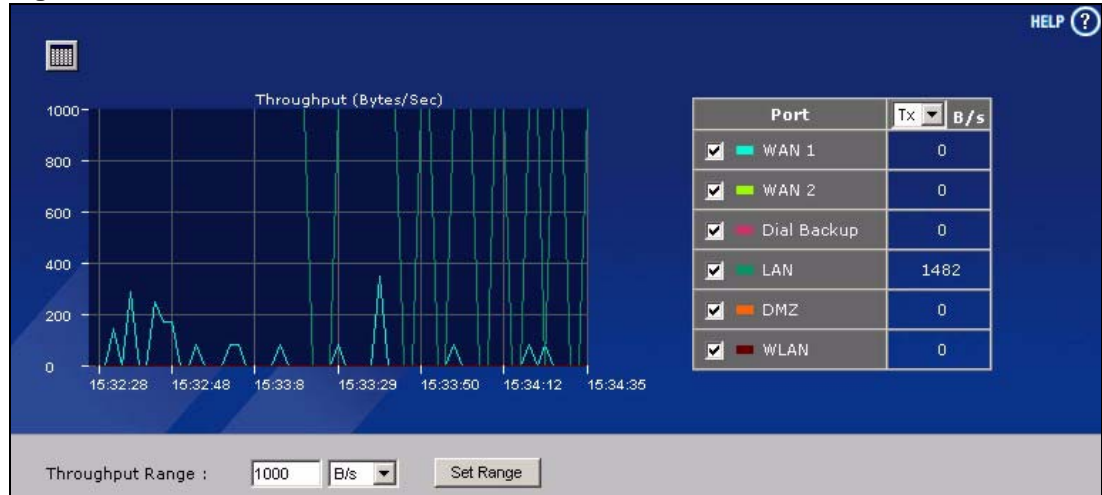 HELP ?
Throughput (Bytes/Sec)
1000
800
600
400
200
0
15:32:28 15:32:48 15:33:8 15:33:29 15:33:50 15:34:12 15:34:35
Port Tx B/s
WAN 1 0
WAN 2 0
Dial Backup 0
LAN 1482
DMZ 0
WLAN 0
Throughput Range : 1000 B/s Set Range